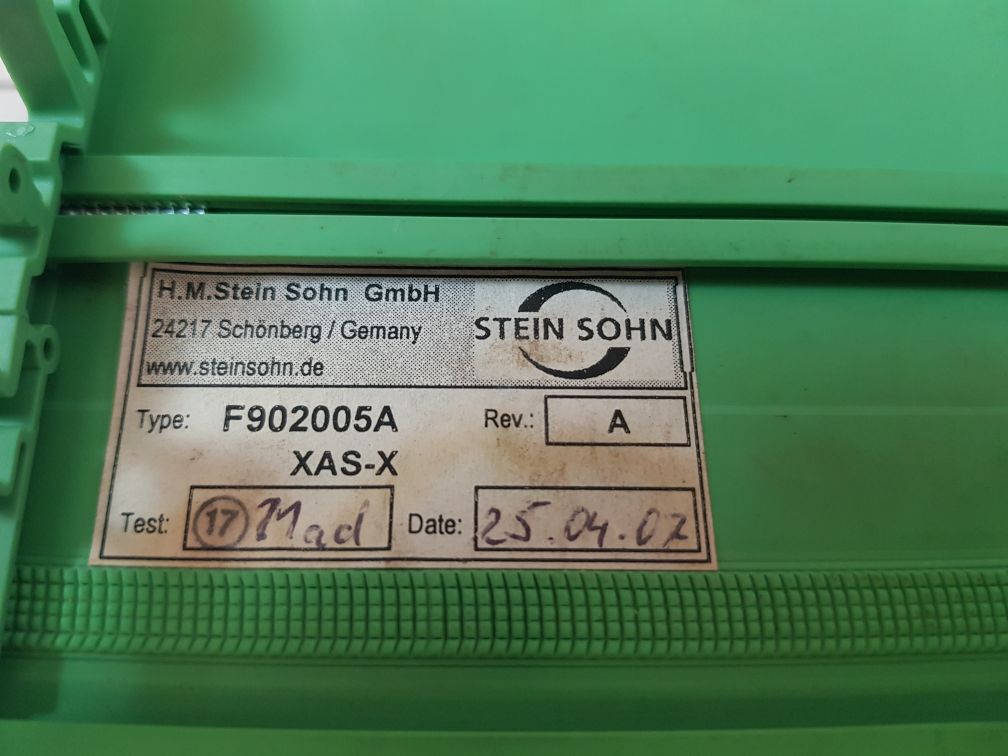 H.M.Stein Sohn GmbH
24217 Schönberg / Gemany
www.steinsohn.de
STEIN SOHN
Type: F902005A
Rev.: A
XAS-X
Test: 17 Mad
Date: 25.04.07